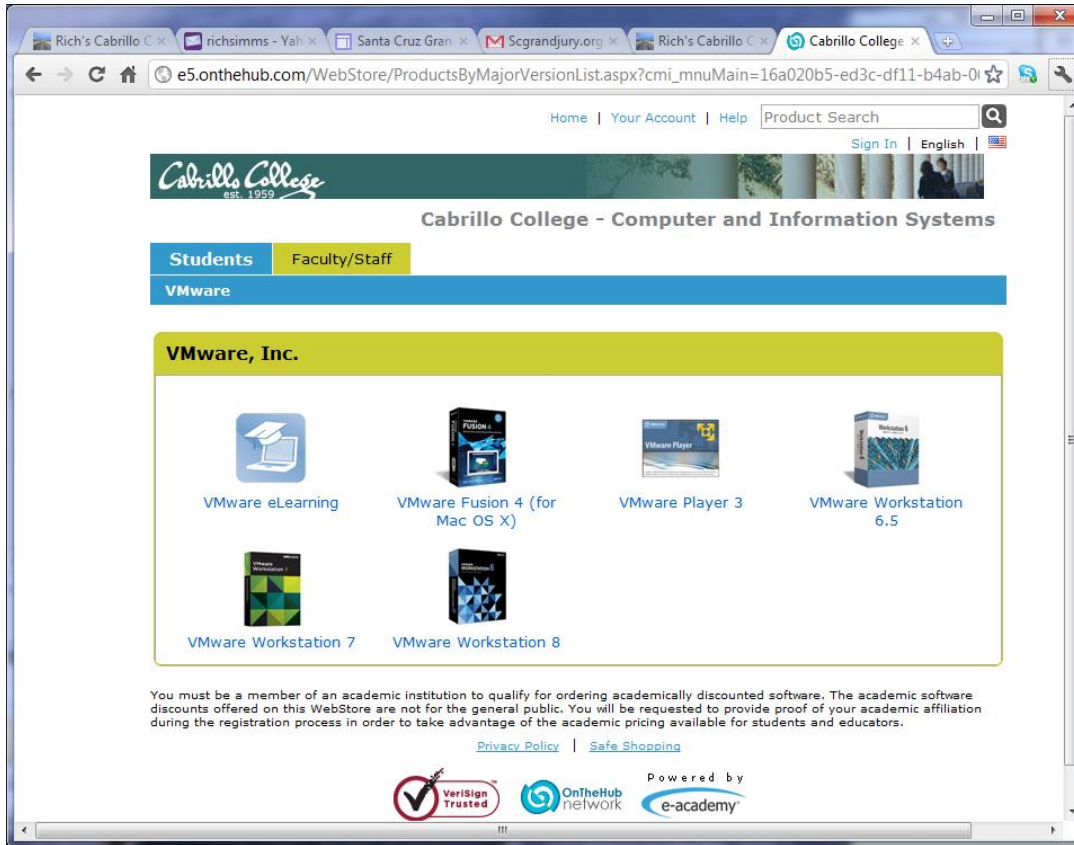 Rich's Cabrillo C
richsimms - Yah
Santa Cruz Gran
Scgrandjury.org
Rich's Cabrillo C
Cabrillo College
e5.onthehub.com/WebStore/ProductsByMajorVersionList.aspx?cmi_mnuMain=16a020b5-ed3c-df11-b4ab-0
Home | Your Account | Help Product Search
Sign In | English |
Cabrillo College
est. 1959
Cabrillo College - Computer and Information Systems
Students Faculty/Staff
VMware
VMware, Inc.
FUSION 4
VMware Player
Workstation 6
VMware eLearning
VMware Fusion 4 (for
Mac OS X)
VMware Player 3
VMware Workstation
6.5
VMware Workstation 7
VMware Workstation 8
You must be a member of an academic institution to qualify for ordering academically discounted software. The academic software
discounts offered on this WebStore are not for the general public. You will be requested to provide proof of your academic affiliation
during the registration process in order to take advantage of the academic pricing available for students and educators.
Privacy Policy | Safe Shopping
VeriSign
Trusted
OnTheHub
network
Powered by
e-academy